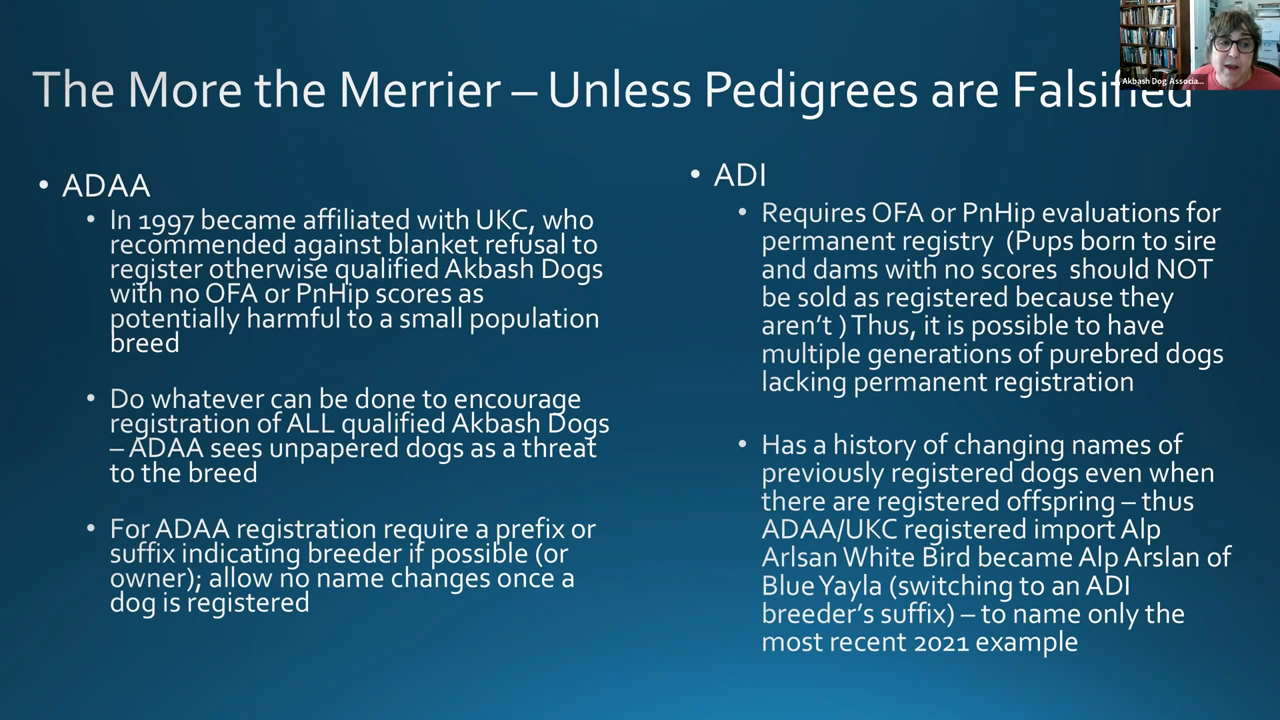 The More the Merrier – Unless Pedigrees are Falsified
Akbash Dog Associa...
• ADAA
• In 1997 became affiliated with UKC, who
recommended against blanket refusal to
register otherwise qualified Akbash Dogs
with no OFA or PnHip scores as
potentially harmful to a small population
breed
• Do whatever can be done to encourage
registration of ALL qualified Akbash Dogs
– ADAA sees unpapered dogs as a threat
to the breed
• For ADAA registration require a prefix or
suffix indicating breeder if possible (or
owner); allow no name changes once a
dog is registered
• ADI
• Requires OFA or PnHip evaluations for
permanent registry (Pups born to sire
and dams with no scores should NOT
be sold as registered because they
aren't ) Thus, it is possible to have
multiple generations of purebred dogs
lacking permanent registration
• Has a history of changing names of
previously registered dogs even when
there are registered offspring – thus
ADAA/UKC registered import Alp
Arlsan White Bird became Alp Arslan of
Blue Yayla (switching to an ADI
breeder's suffix) – to name only the
most recent 2021 example